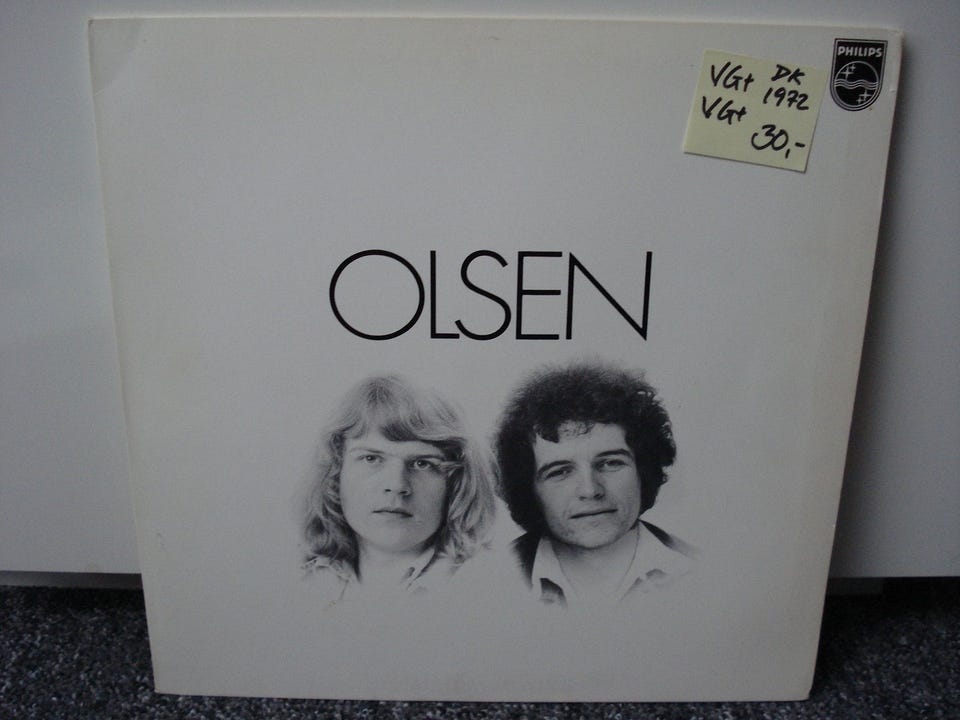 PHILIPS
VG+ DK
VG+ 1972
30,-
OLSEN